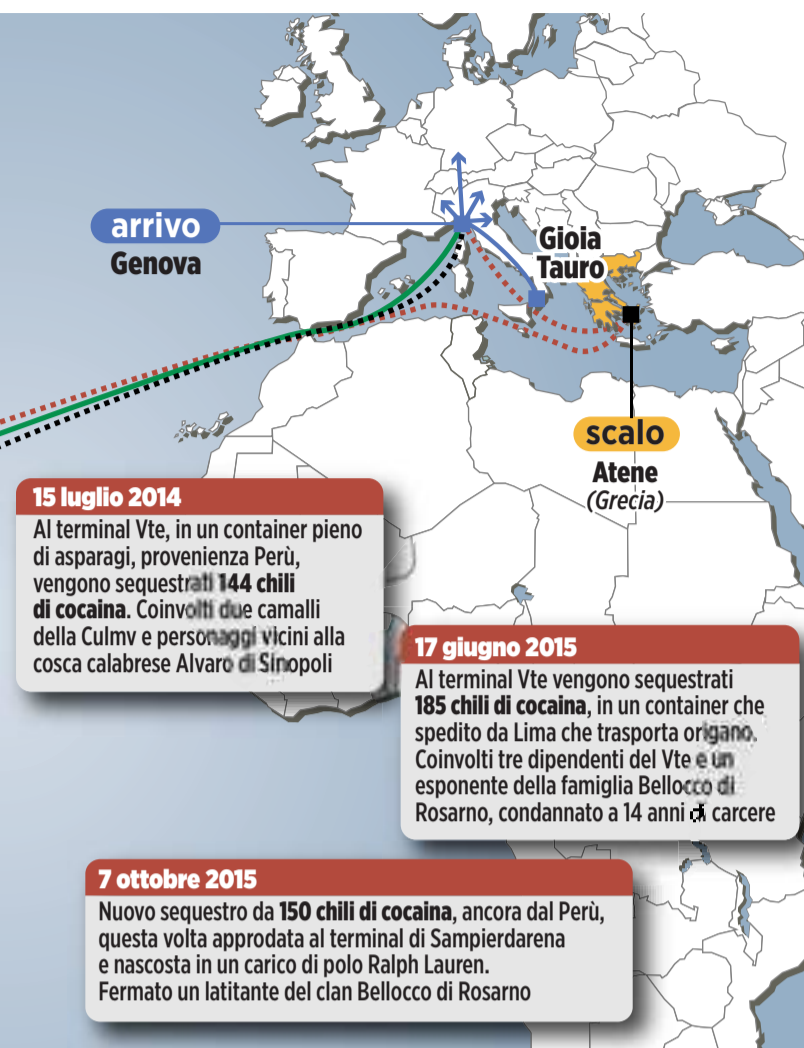 arrivo
Genova
Gioia
Tauro
scalo
Atene
(Grecia)
15 luglio 2014
Al terminal Vte, in un container pieno
di asparagi, provenienza Perù,
vengono sequestrati 144 chili
di cocaina. Coinvolti due camalli
della Culmv e personaggi vicini alla
cosca calabrese Alvaro di Sinopoli
17 giugno 2015
Al terminal Vte vengono sequestrati
185 chili di cocaina, in un container che
spedito da Lima che trasporta origano.
Coinvolti tre dipendenti del Vte e un
esponente della famiglia Bellocco di
Rosarno, condannato a 14 anni di carcere
7 ottobre 2015
Nuovo sequestro da 150 chili di cocaina, ancora dal Perù,
questa volta approdata al terminal di Sampierdarena
e nascosta in un carico di polo Ralph Lauren.
Fermato un latitante del clan Bellocco di Rosarno